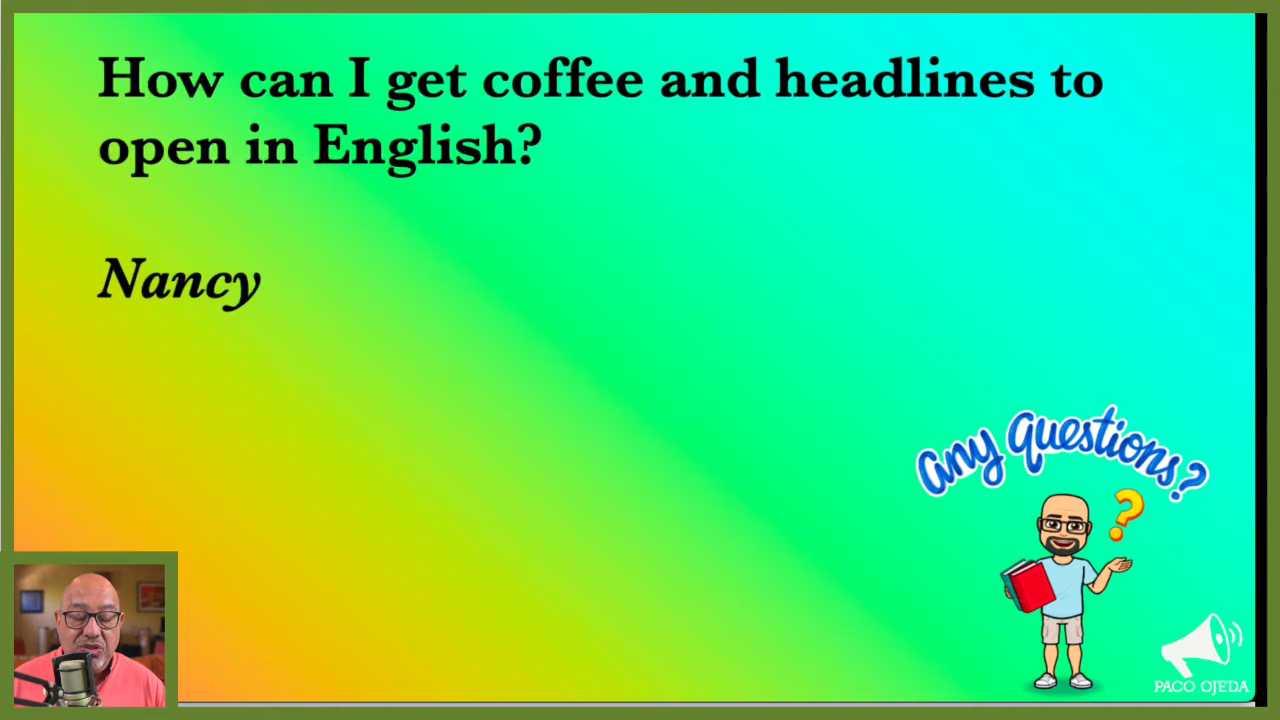 How can I get coffee and headlines to
open in English?
Nancy
any questions?
PACO OJEDA